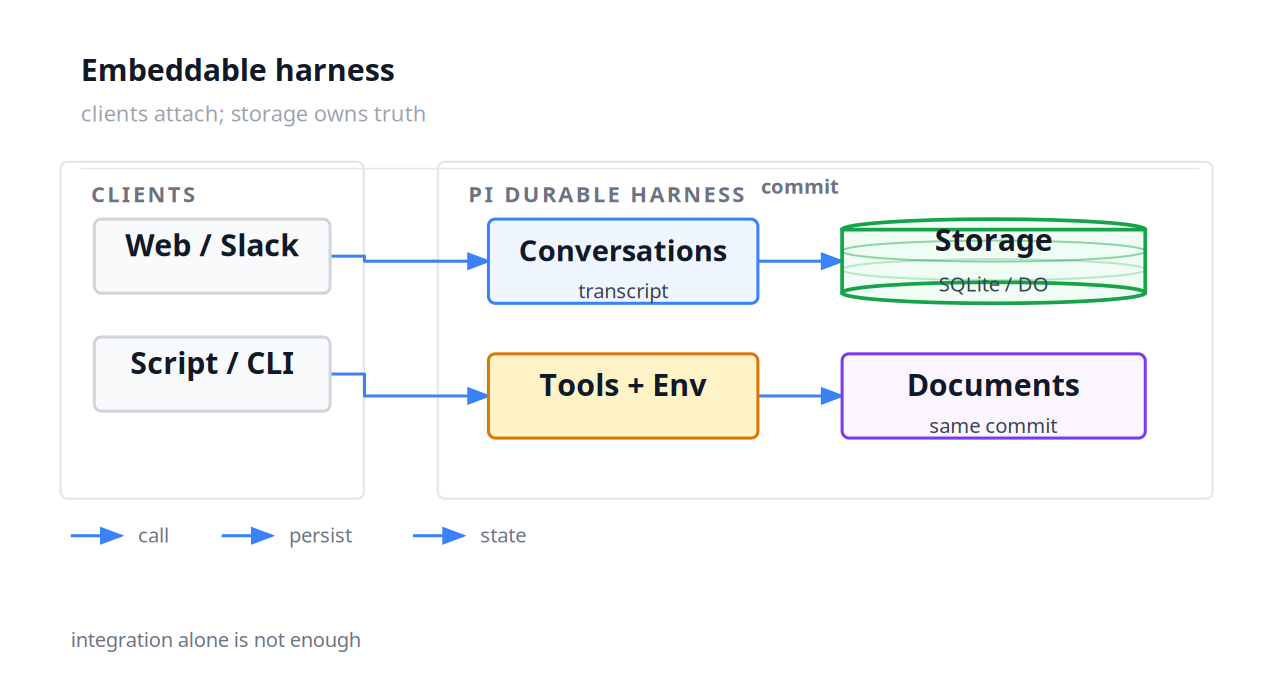 Embeddable harness
clients attach; storage owns truth
CLIENTS
PI DURABLE HARNESS
commit
Web / Slack
Conversations
transcript
Storage
SQLite / DO
Script / CLI
Tools + Env
Documents
same commit
call
persist
state
integration alone is not enough